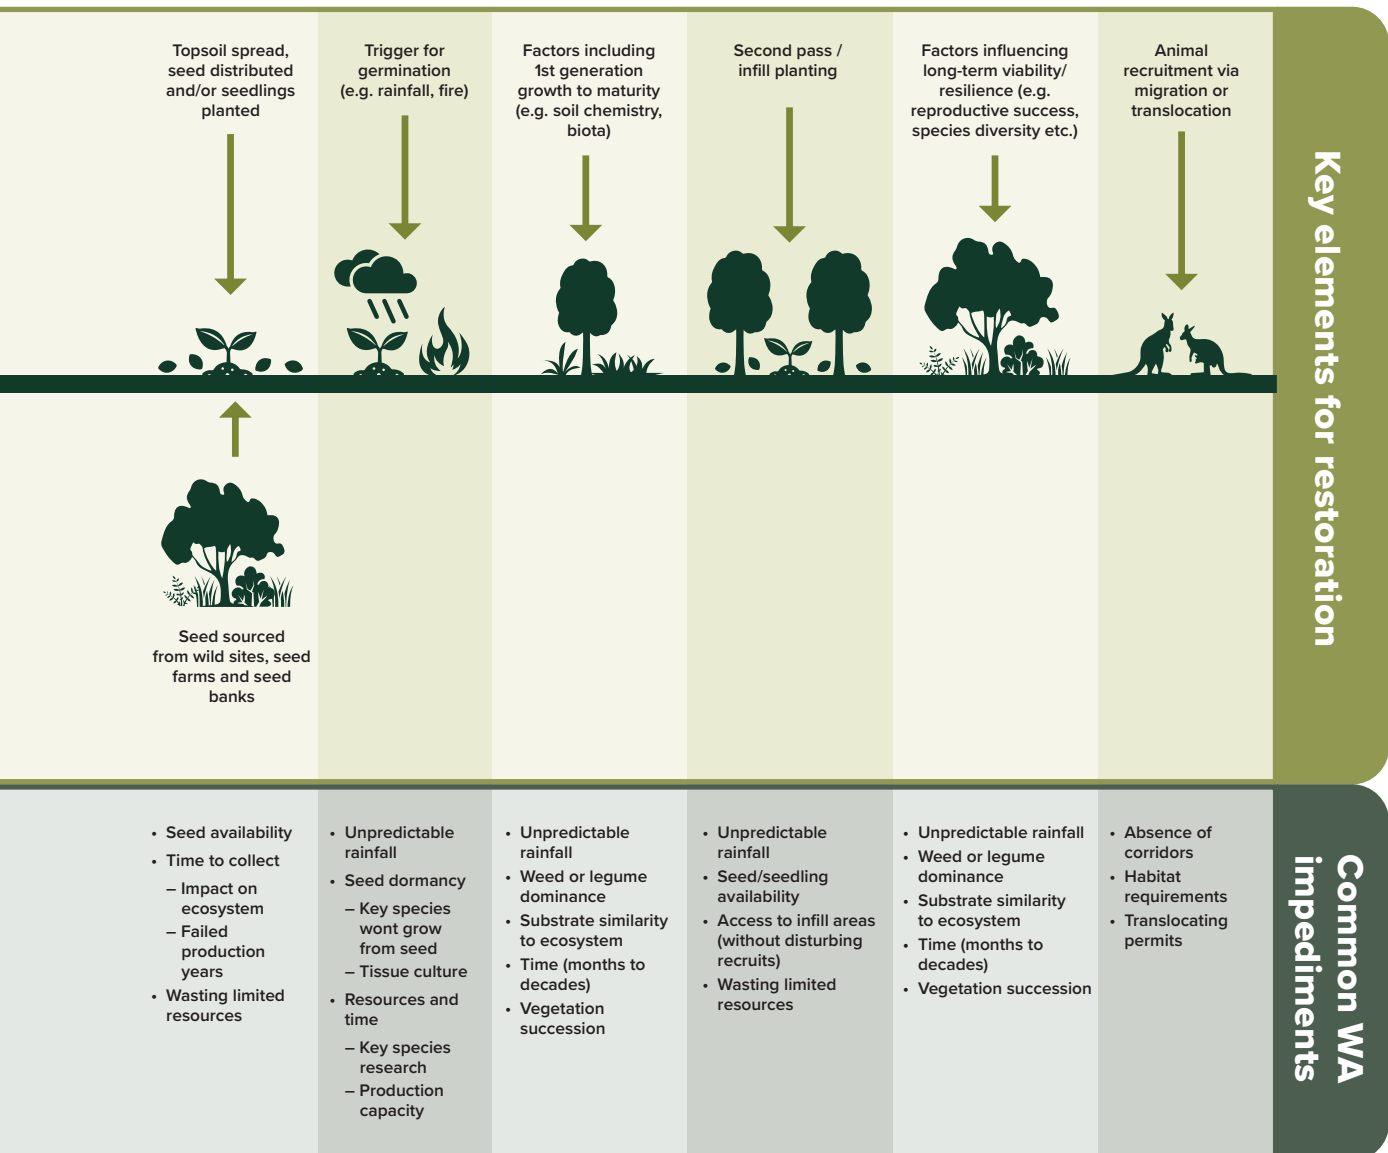 Topsoil spread,
seed distributed
and/or seedlings
planted
Trigger for
germination
(e.g. rainfall, fire)
Factors including
1st generation
growth to maturity
(e.g. soil chemistry,
biota)
Second pass /
infill planting
Factors influencing
long-term viability/
resilience (e.g.
reproductive success,
species diversity etc.)
Animal
recruitment via
migration or
translocation
Key elements for restoration
Seed sourced
from wild sites, seed
farms and seed
banks
• Seed availability
• Time to collect
– Impact on
ecosystem
– Failed
production
years
• Wasting limited
resources
• Unpredictable
rainfall
• Seed dormancy
– Key species
wont grow
from seed
– Tissue culture
• Resources and
time
– Key species
research
– Production
capacity
• Unpredictable
rainfall
• Weed or legume
dominance
• Substrate similarity
to ecosystem
• Time (months to
decades)
• Vegetation
succession
• Unpredictable
rainfall
• Seed/seedling
availability
• Access to infill areas
(without disturbing
recruits)
• Wasting limited
resources
• Unpredictable rainfall
• Weed or legume
dominance
• Substrate similarity
to ecosystem
• Time (months to
decades)
• Vegetation succession
• Absence of
corridors
• Habitat
requirements
• Translocating
permits
Common WA
impediments